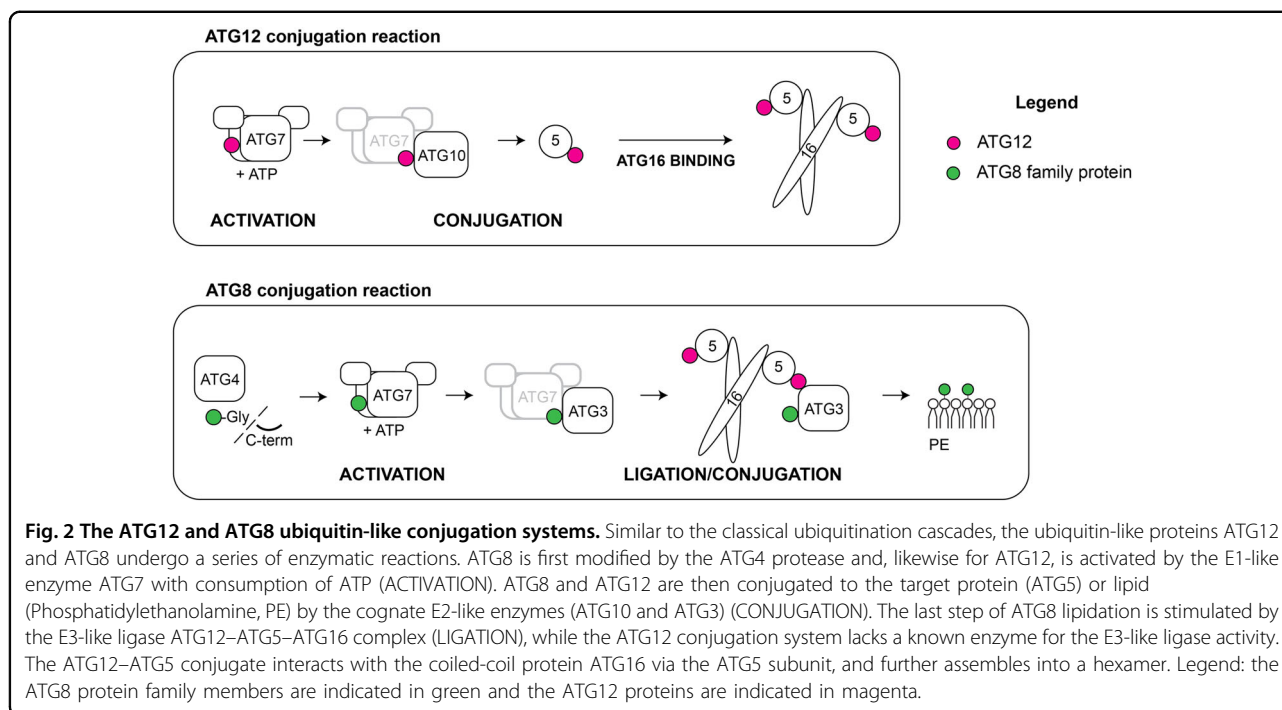 ATG12 conjugation reaction
ATG7
+ ATP
ATG7
ATG10
5
ATG16 BINDING
5
5
16
ACTIVATION
CONJUGATION
Legend
ATG12
ATG8 family protein
ATG8 conjugation reaction
ATG4
-Gly
C-term
ATG7
+ ATP
ATG7
ATG3
5
5
16
ATG3
PE
ACTIVATION
LIGATION/CONJUGATION
Fig. 2 The ATG12 and ATG8 ubiquitin-like conjugation systems. Similar to the classical ubiquitination cascades, the ubiquitin-like proteins ATG12
and ATG8 undergo a series of enzymatic reactions. ATG8 is first modified by the ATG4 protease and, likewise for ATG12, is activated by the E1-like
enzyme ATG7 with consumption of ATP (ACTIVATION). ATG8 and ATG12 are then conjugated to the target protein (ATG5) or lipid
(Phosphatidylethanolamine, PE) by the cognate E2-like enzymes (ATG10 and ATG3) (CONJUGATION). The last step of ATG8 lipidation is stimulated by
the E3-like ligase ATG12–ATG5–ATG16 complex (LIGATION), while the ATG12 conjugation system lacks a known enzyme for the E3-like ligase activity.
The ATG12–ATG5 conjugate interacts with the coiled-coil protein ATG16 via the ATG5 subunit, and further assembles into a hexamer. Legend: the
ATG8 protein family members are indicated in green and the ATG12 proteins are indicated in magenta.